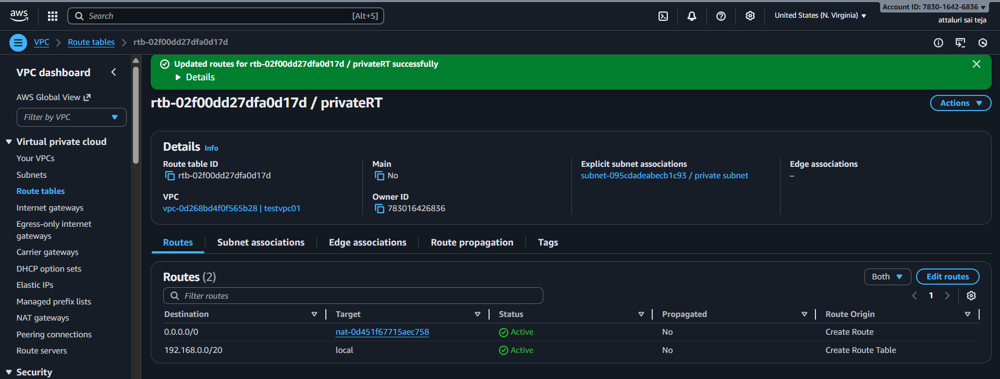 aws
Search [Alt+S]
United States (N. Virginia)
Account ID: 7830-1642-6836
attaluri sai teja
VPC
Route tables
rtb-02f00dd27dfa0d17d
VPC dashboard
AWS Global View
Filter by VPC
Virtual private cloud
Your VPCs
Subnets
Route tables
Internet gateways
Egress-only internet
gateways
Carrier gateways
DHCP option sets
Elastic IPs
Managed prefix lists
NAT gateways
Peering connections
Route servers
Security
Updated routes for rtb-02f00dd27dfa0d17d / privateRT successfully
Details
rtb-02f00dd27dfa0d17d / privateRT
Actions
Details Info
Route table ID
rtb-02f00dd27dfa0d17d
Main
No
Explicit subnet associations
subnet-095cdadeabecb1c93 / private subnet
Edge associations
–
VPC
vpc-0d268bd4f0f565b28 | testvpc01
Owner ID
783016426836
Routes Subnet associations Edge associations Route propagation Tags
Routes (2)
Both
Edit routes
Filter routes
1
Destination Target Status Propagated Route Origin
0.0.0.0/0 nat-0d451f67715aec758 Active No Create Route
192.168.0.0/20 local Active No Create Route Table